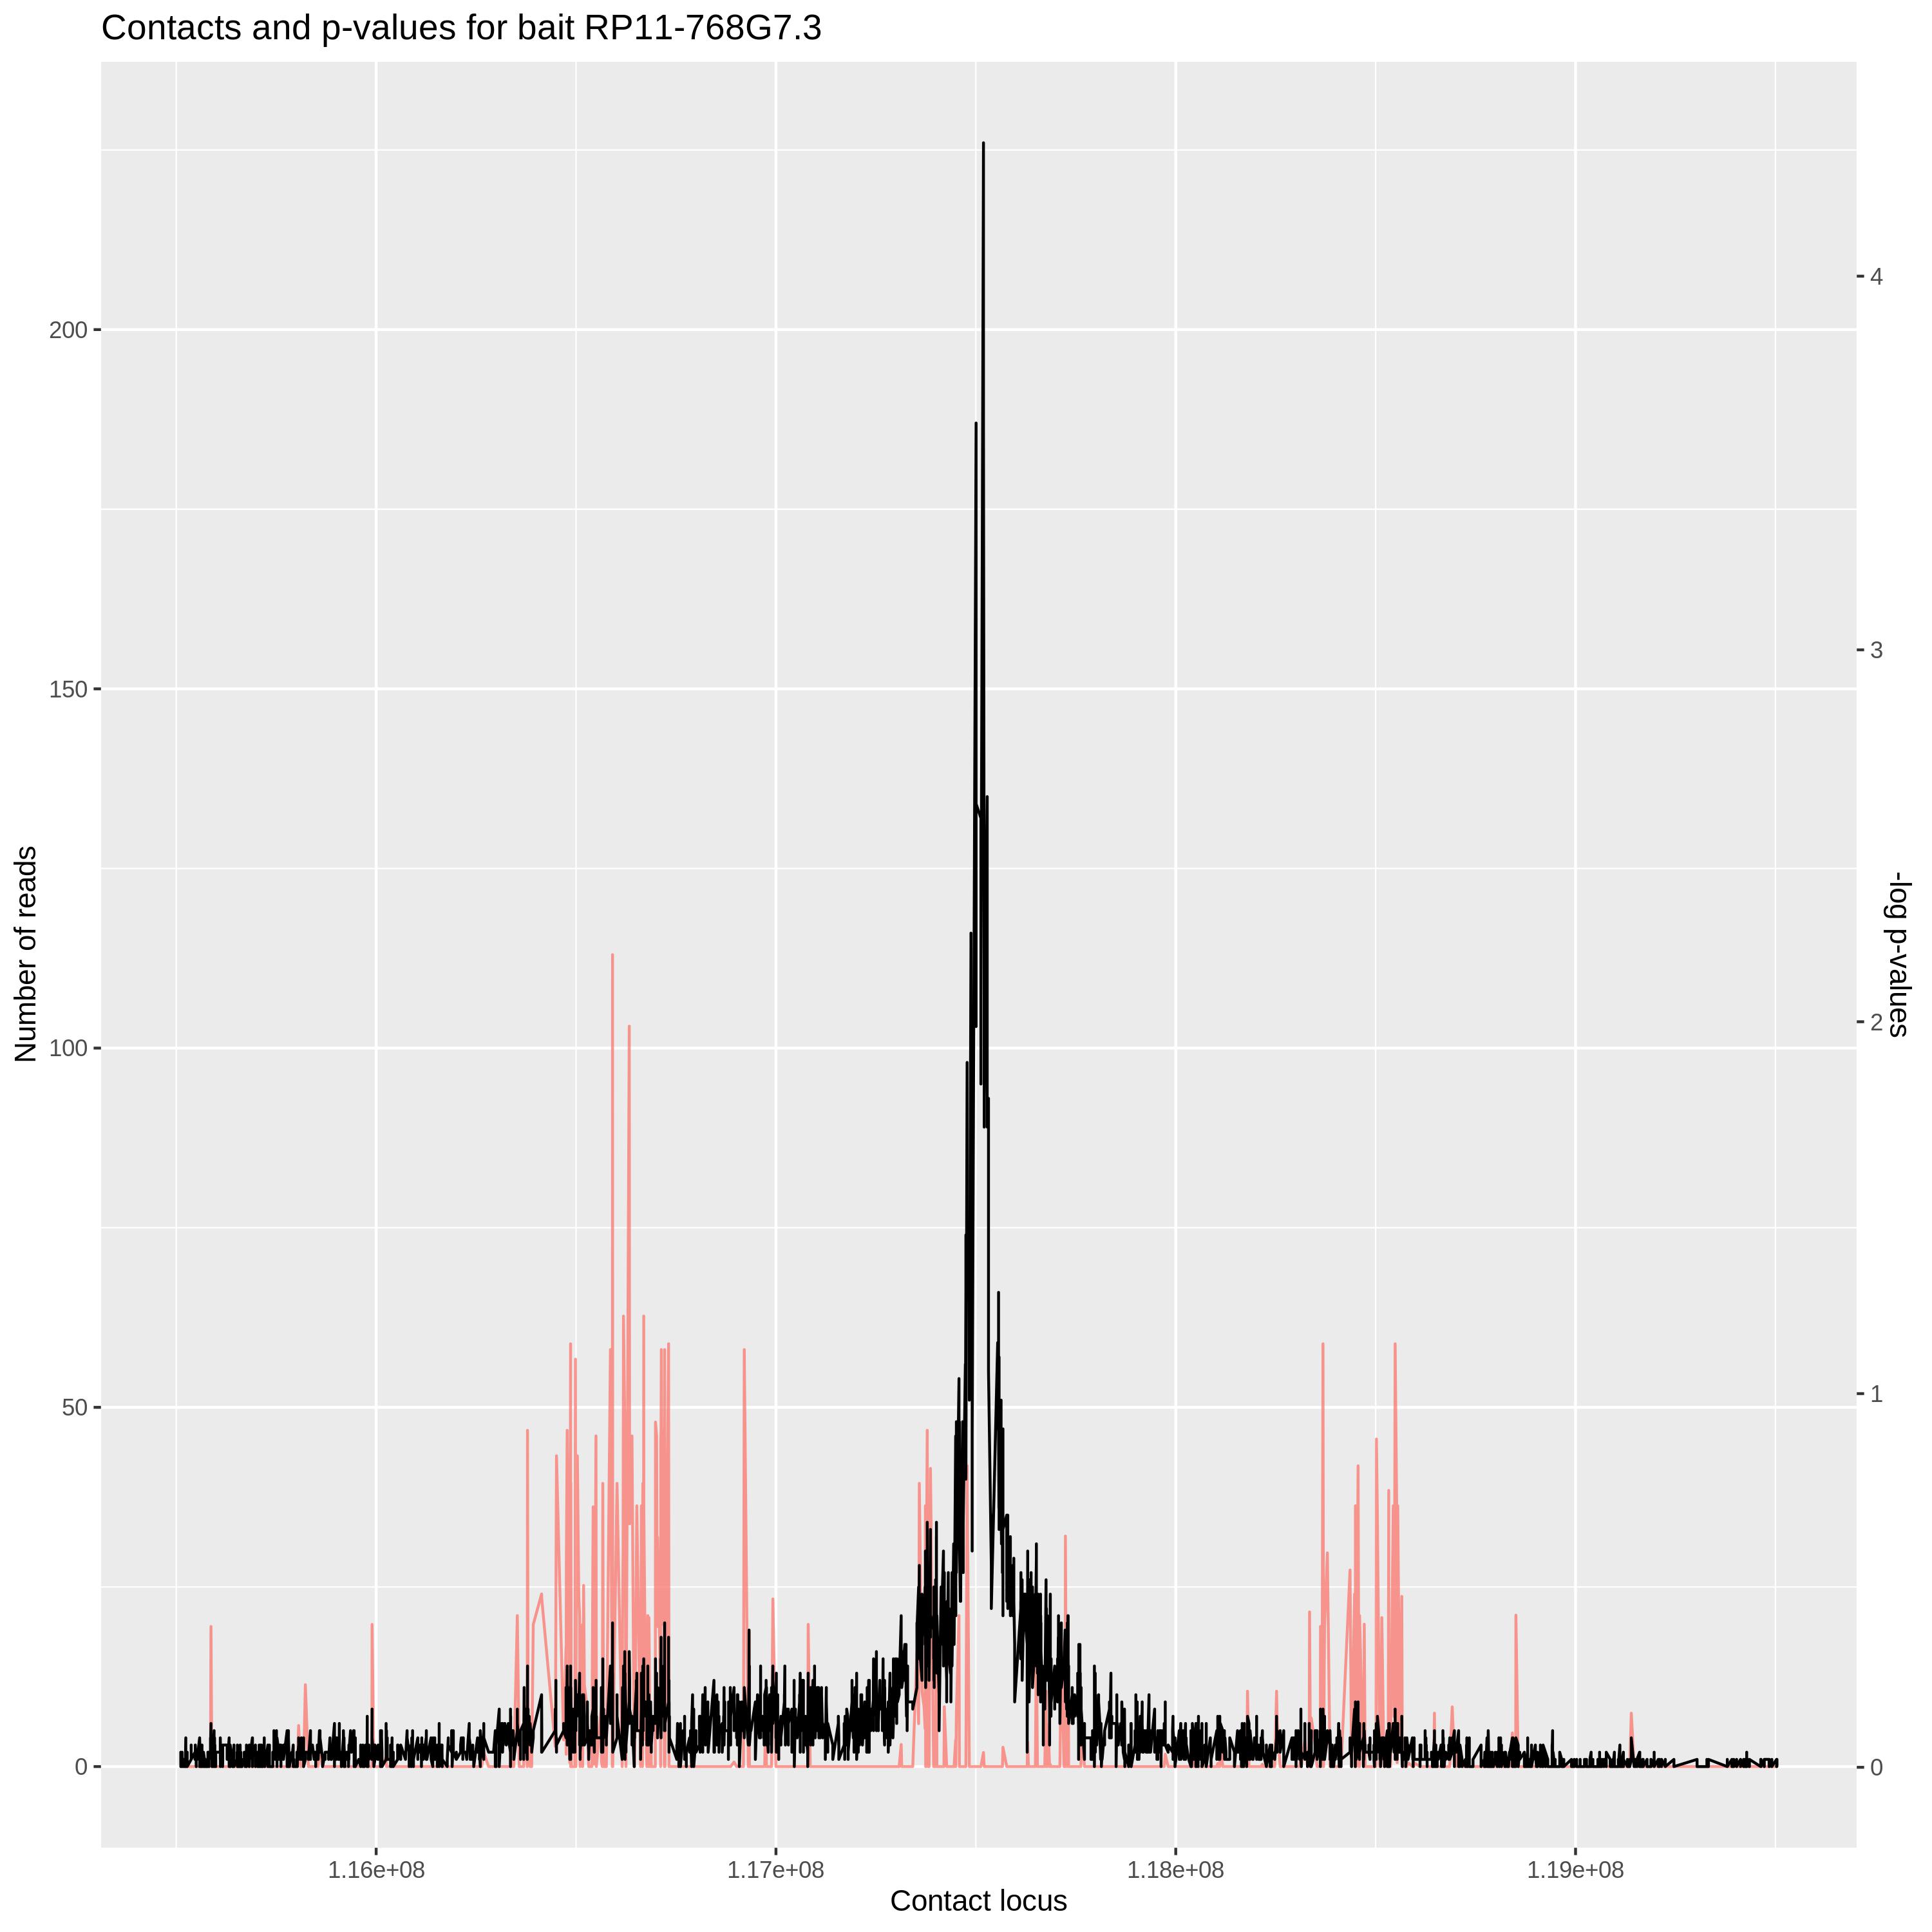 Contacts and p-values for bait RP11-768G7.3
Number of reads
200
150
100
50
0
4
3
2
1
0
-log p-values
1.16e+08
1.17e+08
1.18e+08
1.19e+08
Contact locus